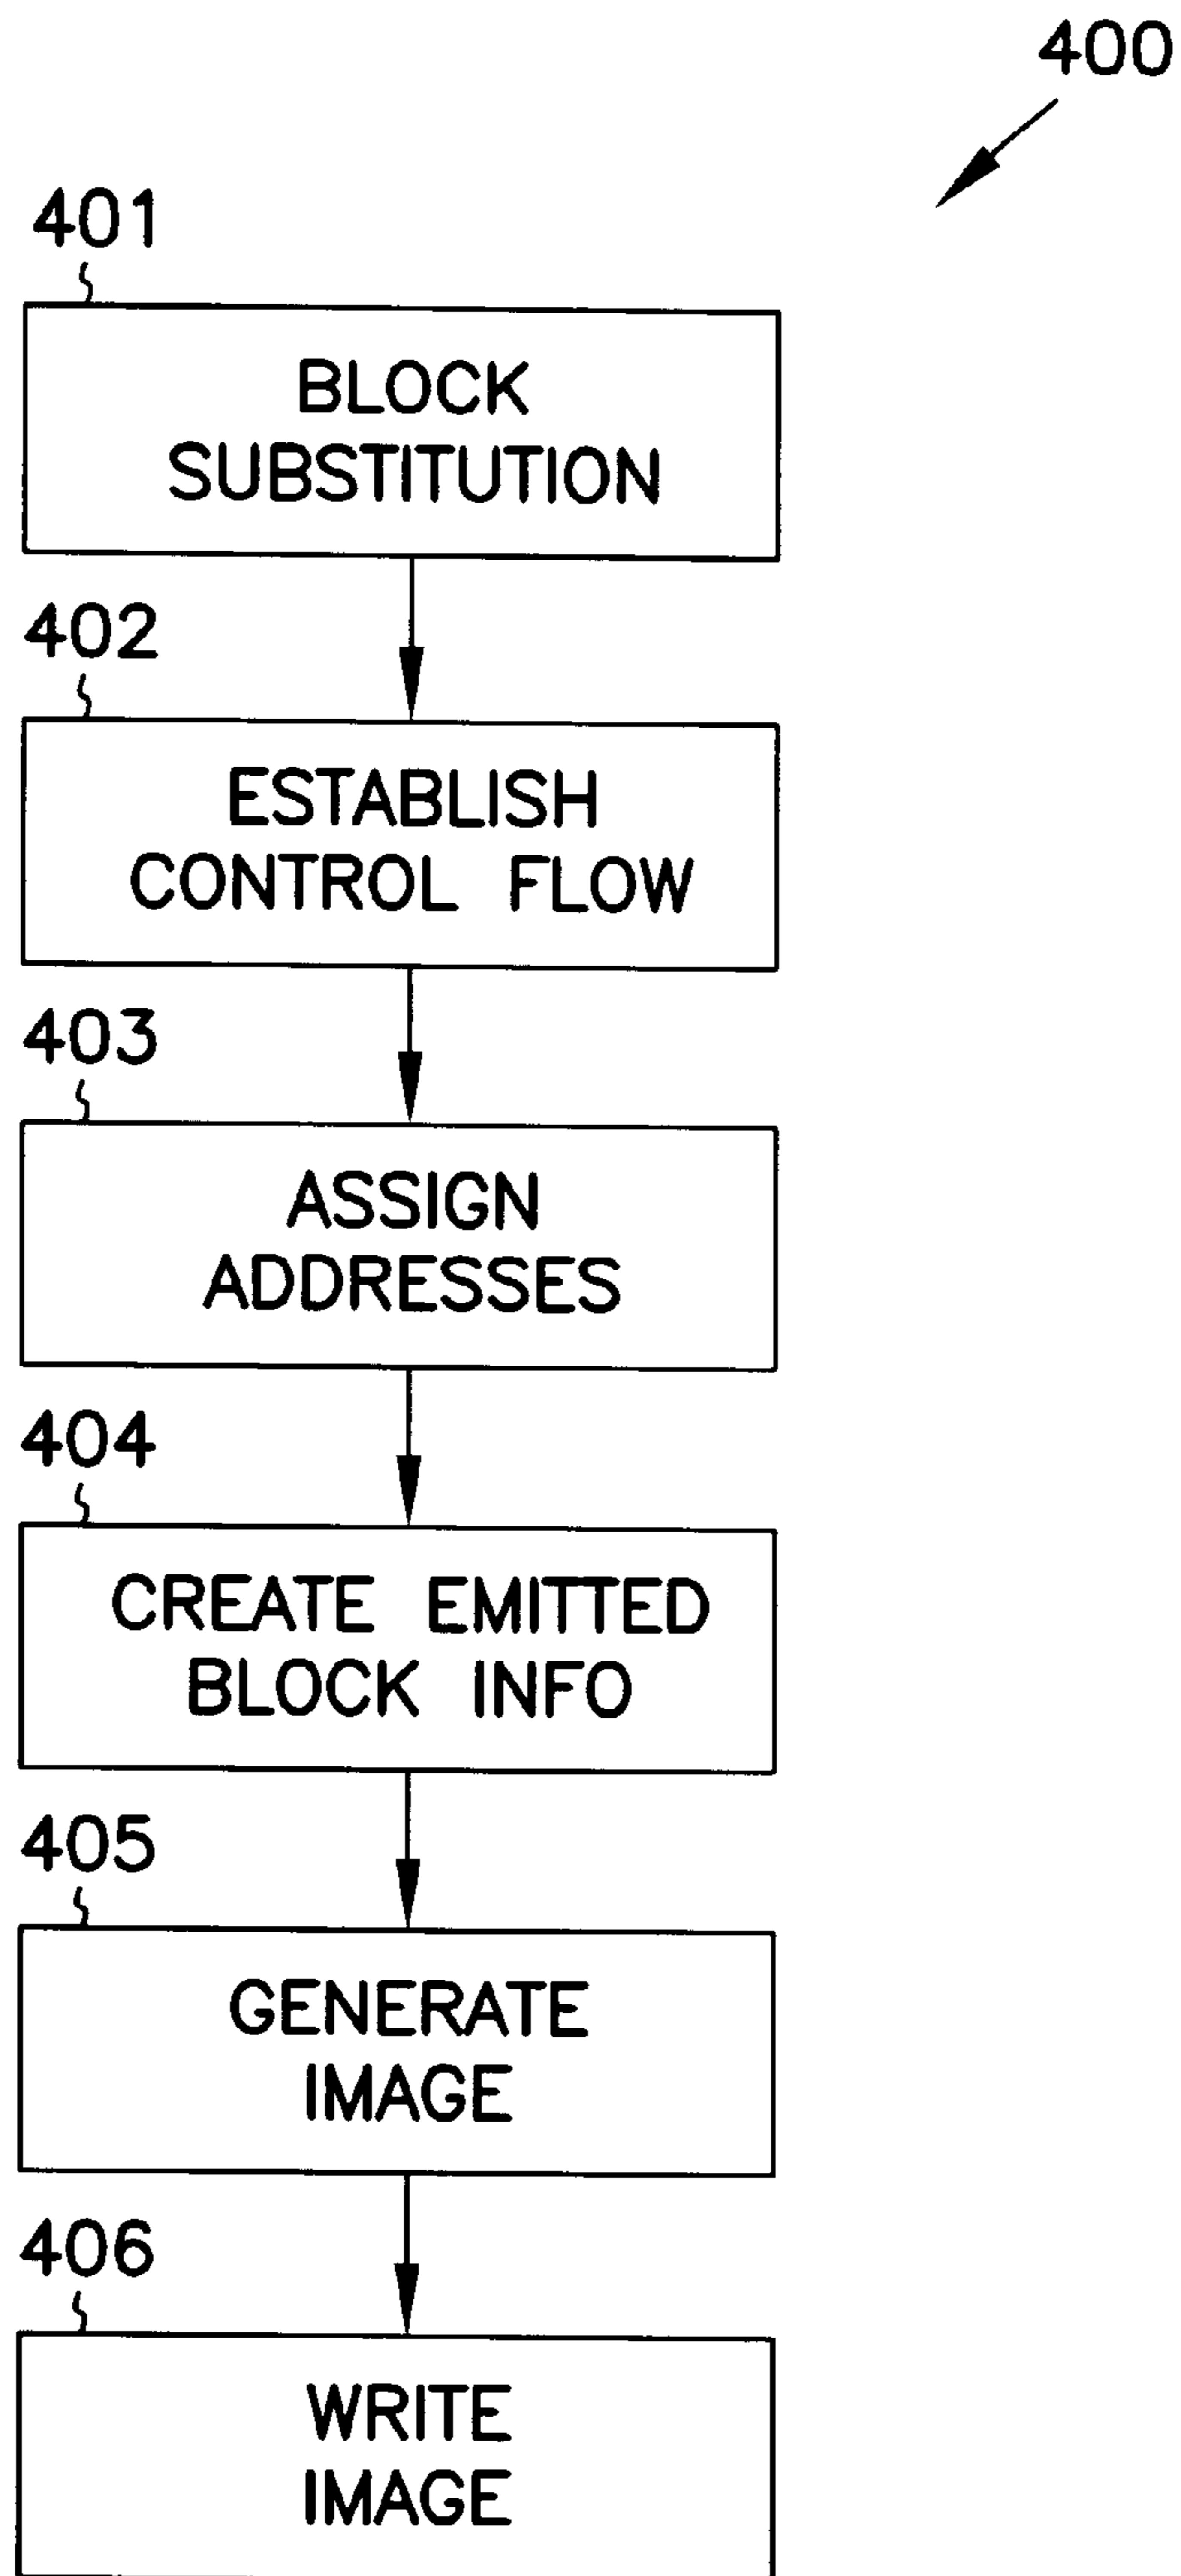 400
401
BLOCK
SUBSTITUTION
402
ESTABLISH
CONTROL FLOW
403
ASSIGN
ADDRESSES
404
CREATE EMITTED
BLOCK INFO
405
GENERATE
IMAGE
406
WRITE
IMAGE